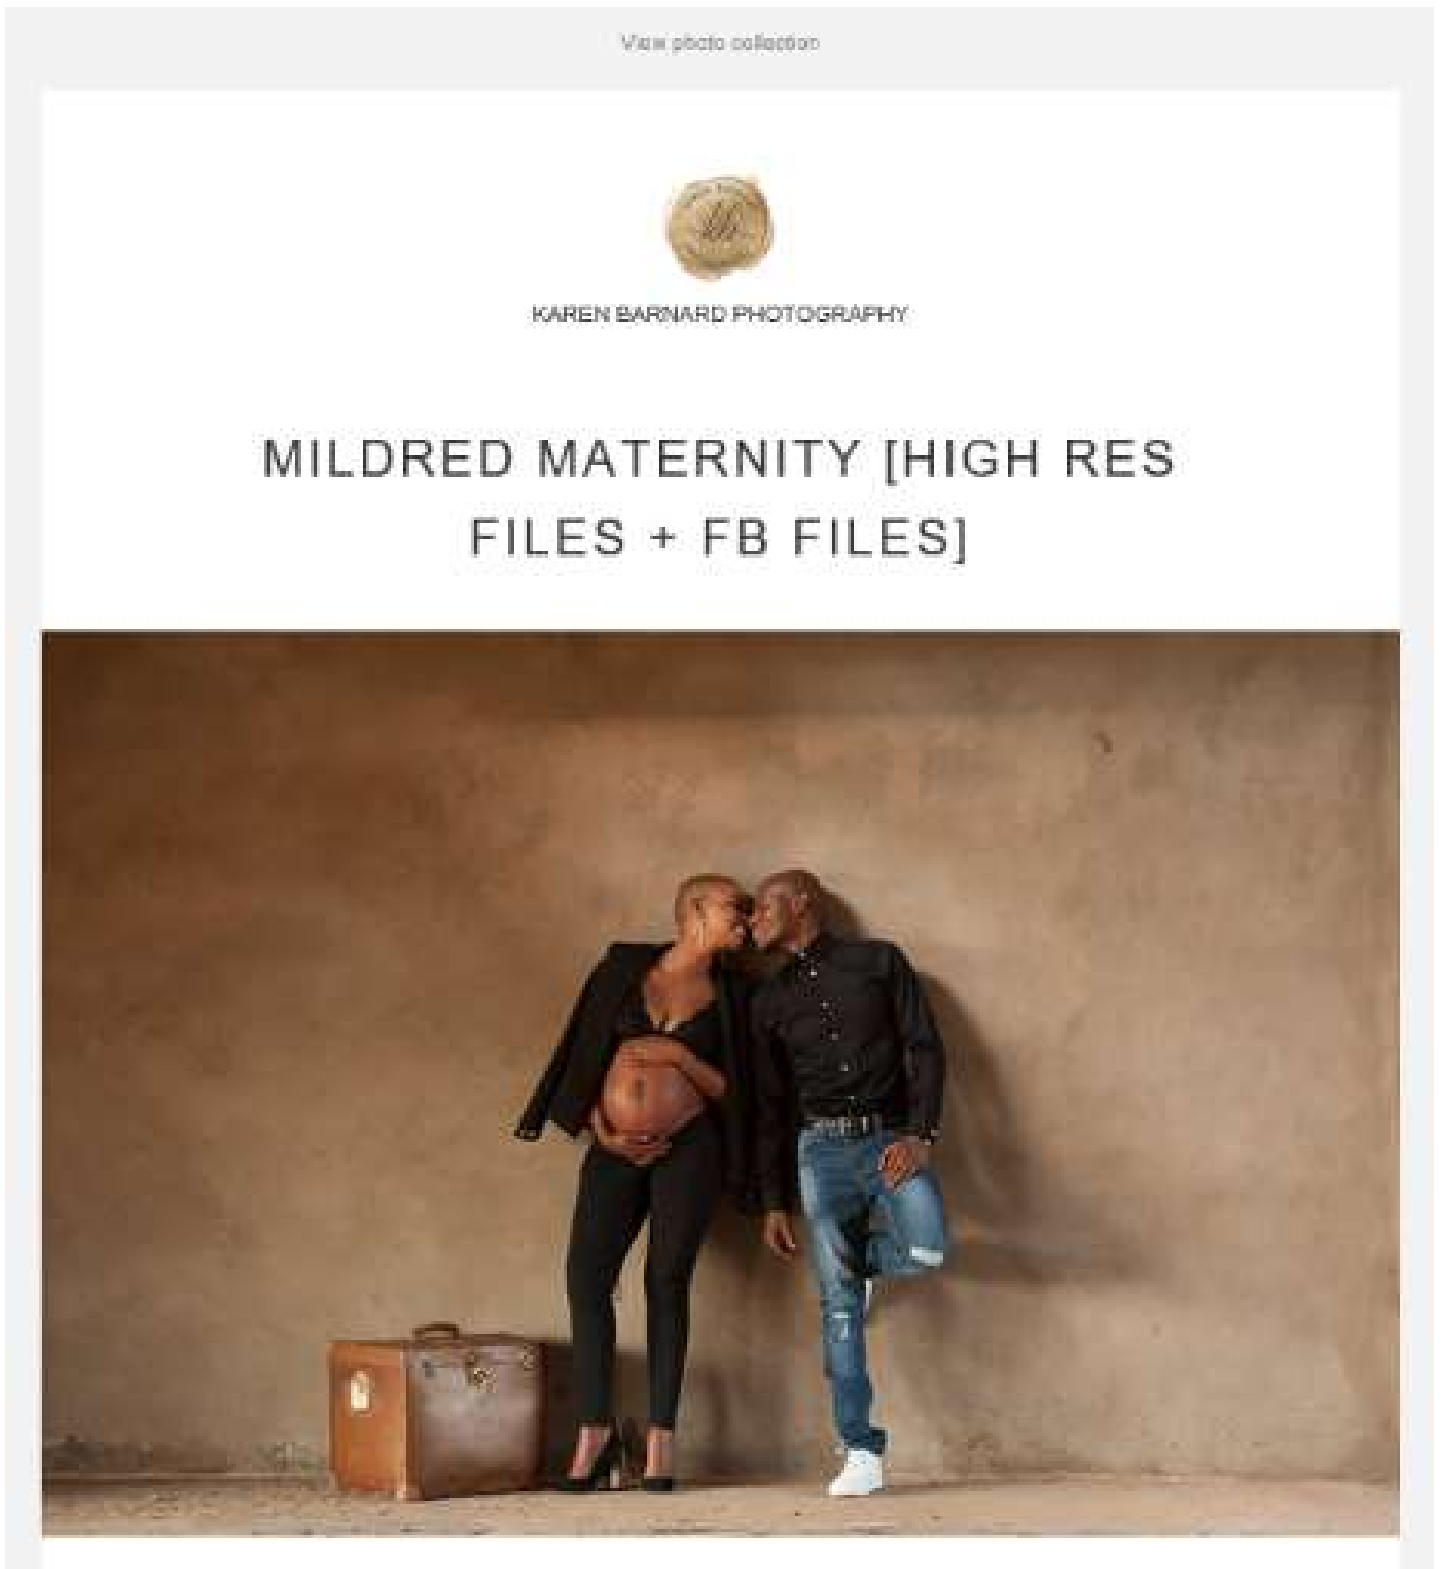 View photo collection
KAREN BARNARD PHOTOGRAPHY
MILDRED MATERNITY [HIGH RES
FILES + FB FILES]